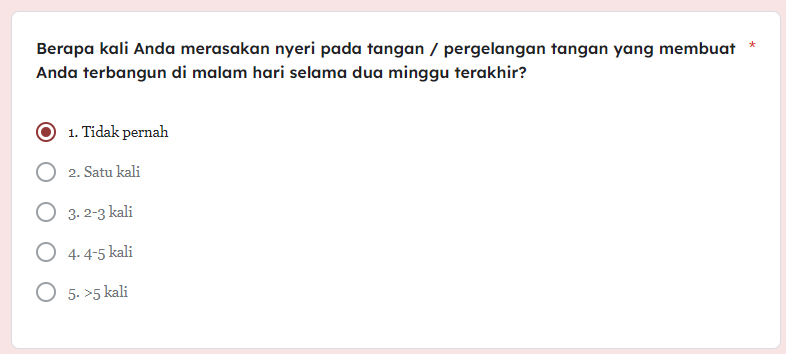 Berapa kali Anda merasakan nyeri pada tangan / pergelangan tangan yang membuat *
Anda terbangun di malam hari selama dua minggu terakhir?
1. Tidak pernah
2. Satu kali
3. 2-3 kali
4. 4-5 kali
5. >5 kali